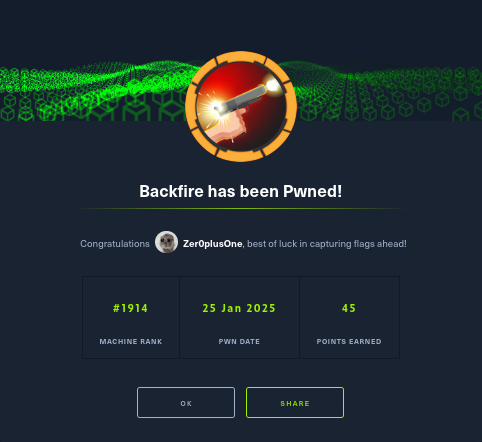 Backfire has been Pwned!
Congratulations Zer0plusOne, best of luck in capturing flags ahead!
#1914 25 Jan 2025 45
MACHINE RANK PWN DATE POINTS EARNED
OK SHARE